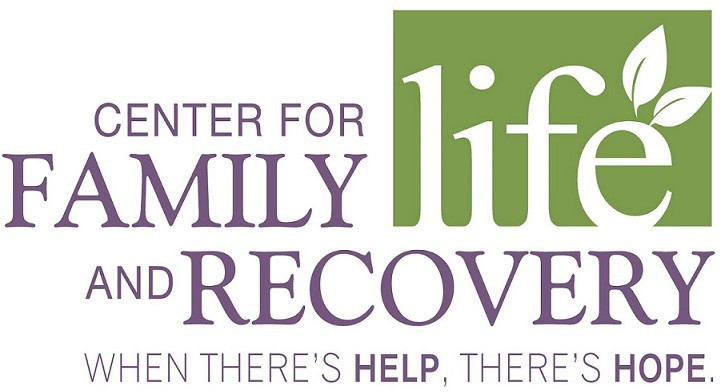 CENTER FOR
FAMILY life
AND RECOVERY
WHEN THERE'S HELP, THERE'S HOPE.